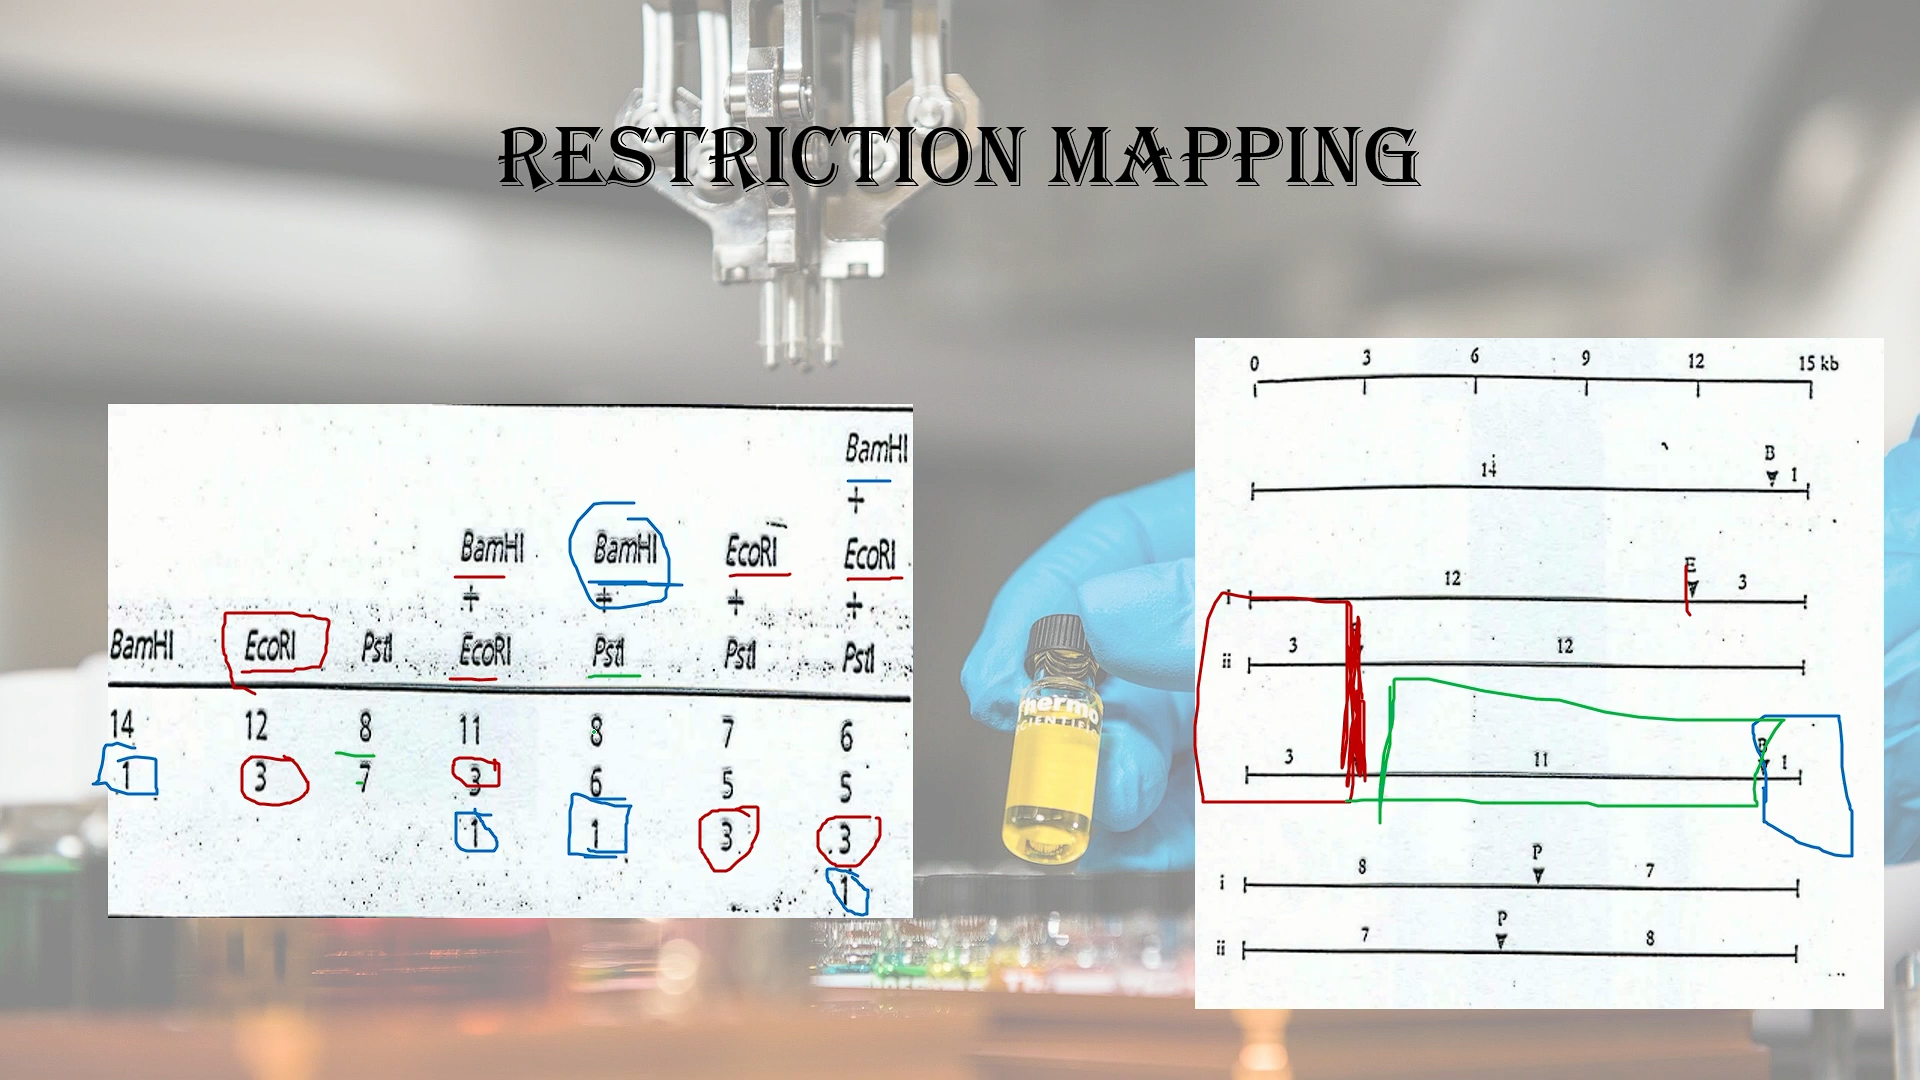 RESTRICTION MAPPING
BamHI
+
BamHI BamHI EcoRI EcoRI
+ + + +
BamHI EcoRI PstI EcoRI PstI PstI PstI
14 12 8 11 8 7 6
1 3 7 3 6 5 5
1 1 3 3
1
0 3 6 9 12 15 kb
B
14 1
E
i 12 3
ii 3 12
B
3 11 1
P
i 8 7
P
ii 7 8
Thermo
SCIENTIFIC